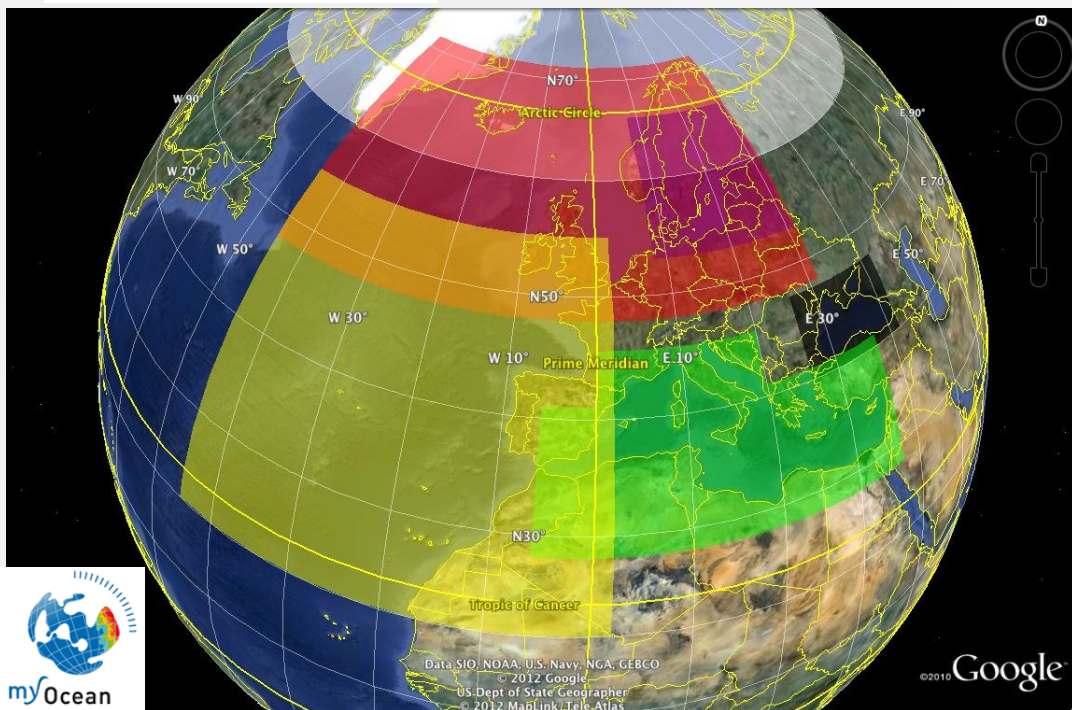 N
N70°
Arctic Circle
W 90°
E 90°
W 70°
E 70°
W 50°
E 50°
N50°
W 30°
E 30°
W 10°
Prime Meridian
E 10°
N30°
Tropic of Cancer
Data SIO, NOAA, U.S. Navy, NGA, GEBCO
© 2012 Google
US Dept of State Geographer
© 2012 MapLink/Tele Atlas
©2010 Google
my Ocean